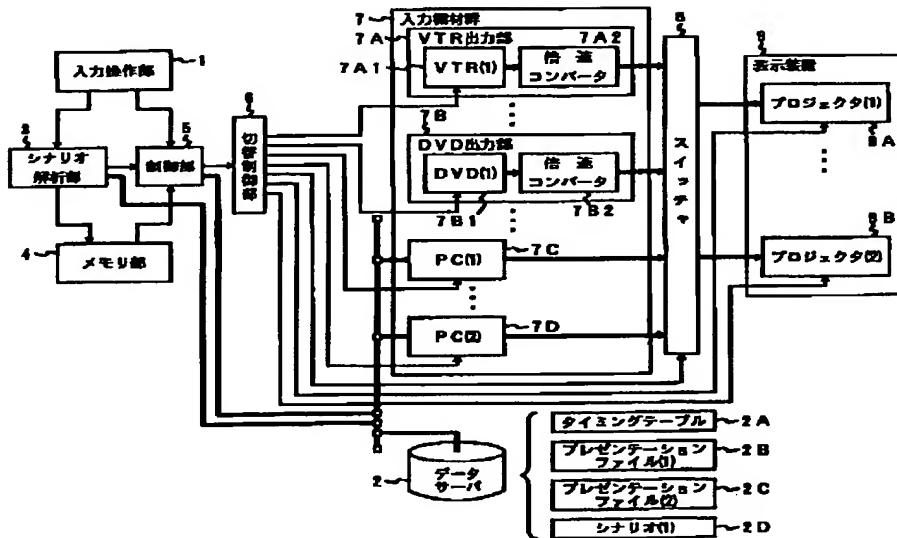 7 入力機材群
7A VTR出力部 7A2
7A1 VTR(1) 倍速
コンバータ
入力操作部 1
3 シナリオ
解析部
5 制御部
6 切替制御部
4 メモリ部
7B DVD出力部
DVD(1) 倍速
コンバータ
7B1 7B2
PC(1) 7C
PC(2) 7D
8 スイッチャ
9 表示装置
プロジェクタ(1)
9A
9B
プロジェクタ(2)
2 データ
サーバ
タイミングテーブル 2A
プレゼンテーション
ファイル(1) 2B
プレゼンテーション
ファイル(2) 2C
シナリオ(1) 2D